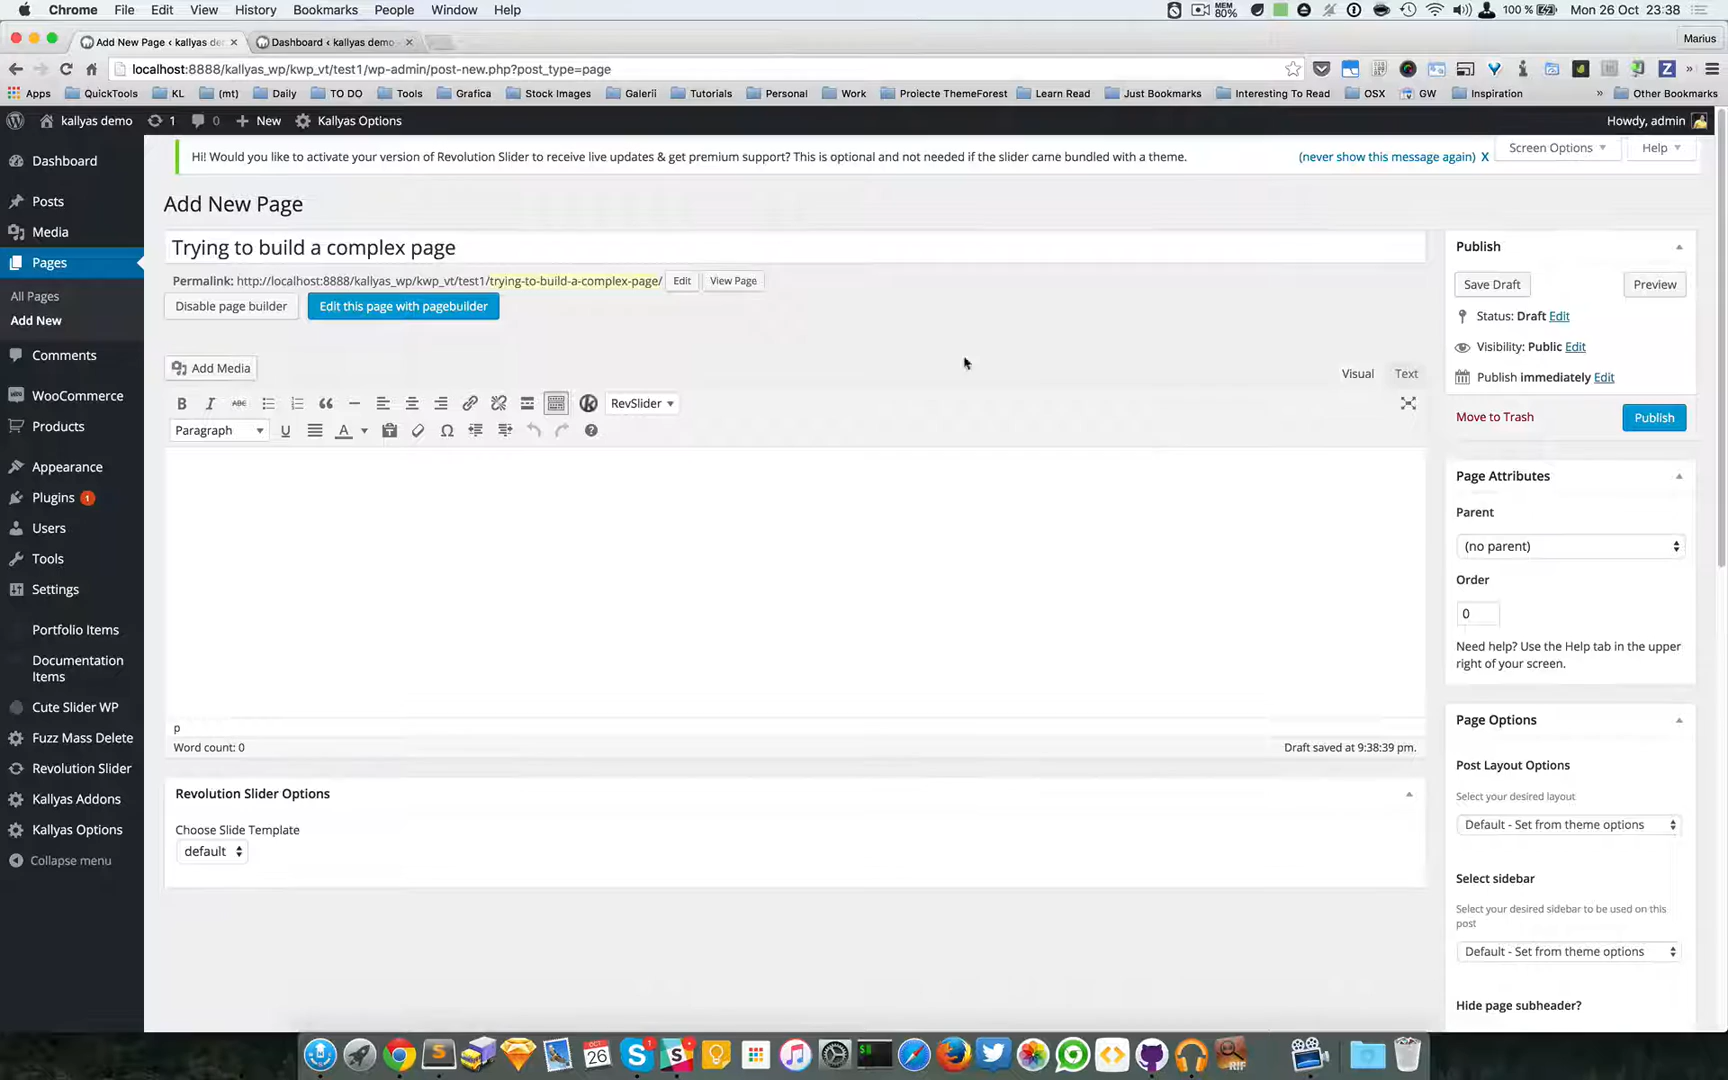 Chrome File Edit View History Bookmarks People Window Help MEM 80% 100 % Mon 26 Oct 23:38
Add New Page ‹ kallyas de Dashboard ‹ kallyas demo Marius
localhost:8888/kallyas_wp/kwp_vt/test1/wp-admin/post-new.php?post_type=page
Apps QuickTools KL (mt) Daily TO DO Tools Grafica Stock Images Galerii Tutorials Personal Work Proiecte ThemeForest Learn Read Just Bookmarks Interesting To Read OSX GW Inspiration » Other Bookmarks
kallyas demo 1 0 + New Kallyas Options Howdy, admin
Hi! Would you like to activate your version of Revolution Slider to receive live updates & get premium support? This is optional and not needed if the slider came bundled with a theme. (never show this message again) X
Screen Options Help
Dashboard
Posts
Media
Pages
All Pages
Add New
Comments
WooCommerce
Products
Appearance
Plugins 1
Users
Tools
Settings
Portfolio Items
Documentation
Items
Cute Slider WP
Fuzz Mass Delete
Revolution Slider
Kallyas Addons
Kallyas Options
Collapse menu
Add New Page
Trying to build a complex page
Permalink: http://localhost:8888/kallyas_wp/kwp_vt/test1/trying-to-build-a-complex-page/ Edit View Page
Disable page builder Edit this page with pagebuilder
Add Media Visual Text
B I ABC RevSlider
Paragraph U A Ω
p
Word count: 0 Draft saved at 9:38:39 pm.
Revolution Slider Options
Choose Slide Template
default
Publish
Save Draft Preview
Status: Draft Edit
Visibility: Public Edit
Publish immediately Edit
Move to Trash Publish
Page Attributes
Parent
(no parent)
Order
0
Need help? Use the Help tab in the upper
right of your screen.
Page Options
Post Layout Options
Select your desired layout
Default - Set from theme options
Select sidebar
Select your desired sidebar to be used on this
post
Default - Set from theme options
Hide page subheader?